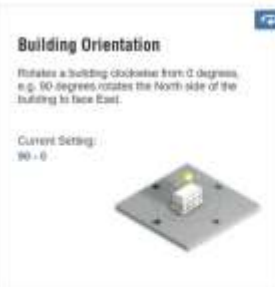 Building Orientation
Rotates a building clockwise from 0 degrees,
e.g. 90 degrees rotates the North side of the
building to face East.
Current Setting:
90 - 0